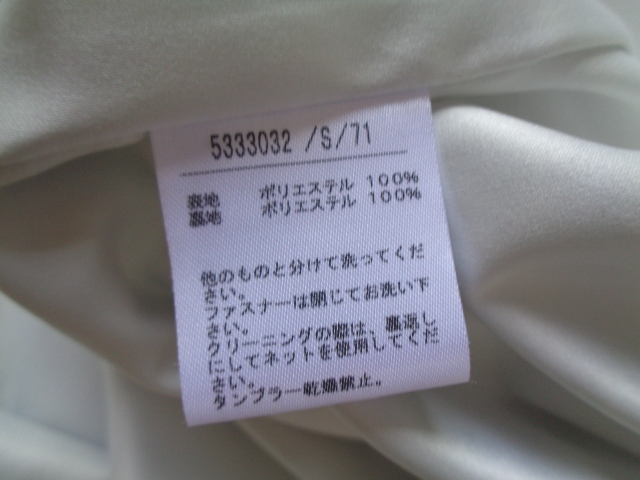 5333032 /S/71
表地 ポリエステル 100%
裏地 ポリエステル 100%
他のものと分けて洗ってくだ
さい。
ファスナーは閉じてお洗い下
さい。
クリーニングの際は、裏返し
にしてネットを使用してくだ
さい。
タンブラー乾燥禁止。